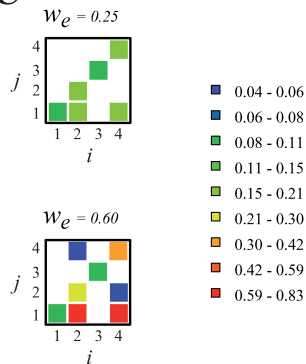 w_e = 0.25
4
3
2
1
j
1 2 3 4
i
w_e = 0.60
4
3
2
1
j
1 2 3 4
i
0.04 - 0.06
0.06 - 0.08
0.08 - 0.11
0.11 - 0.15
0.15 - 0.21
0.21 - 0.30
0.30 - 0.42
0.42 - 0.59
0.59 - 0.83